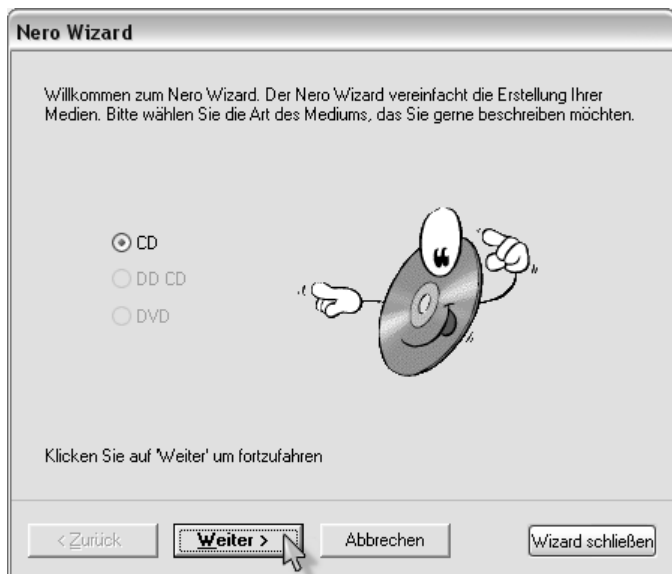 Nero Wizard
Willkommen zum Nero Wizard. Der Nero Wizard vereinfacht die Erstellung Ihrer
Medien. Bitte wählen Sie die Art des Mediums, das Sie gerne beschreiben möchten.
CD
DD CD
DVD
Klicken Sie auf 'Weiter' um fortzufahren
< Zurück Weiter > Abbrechen Wizard schließen